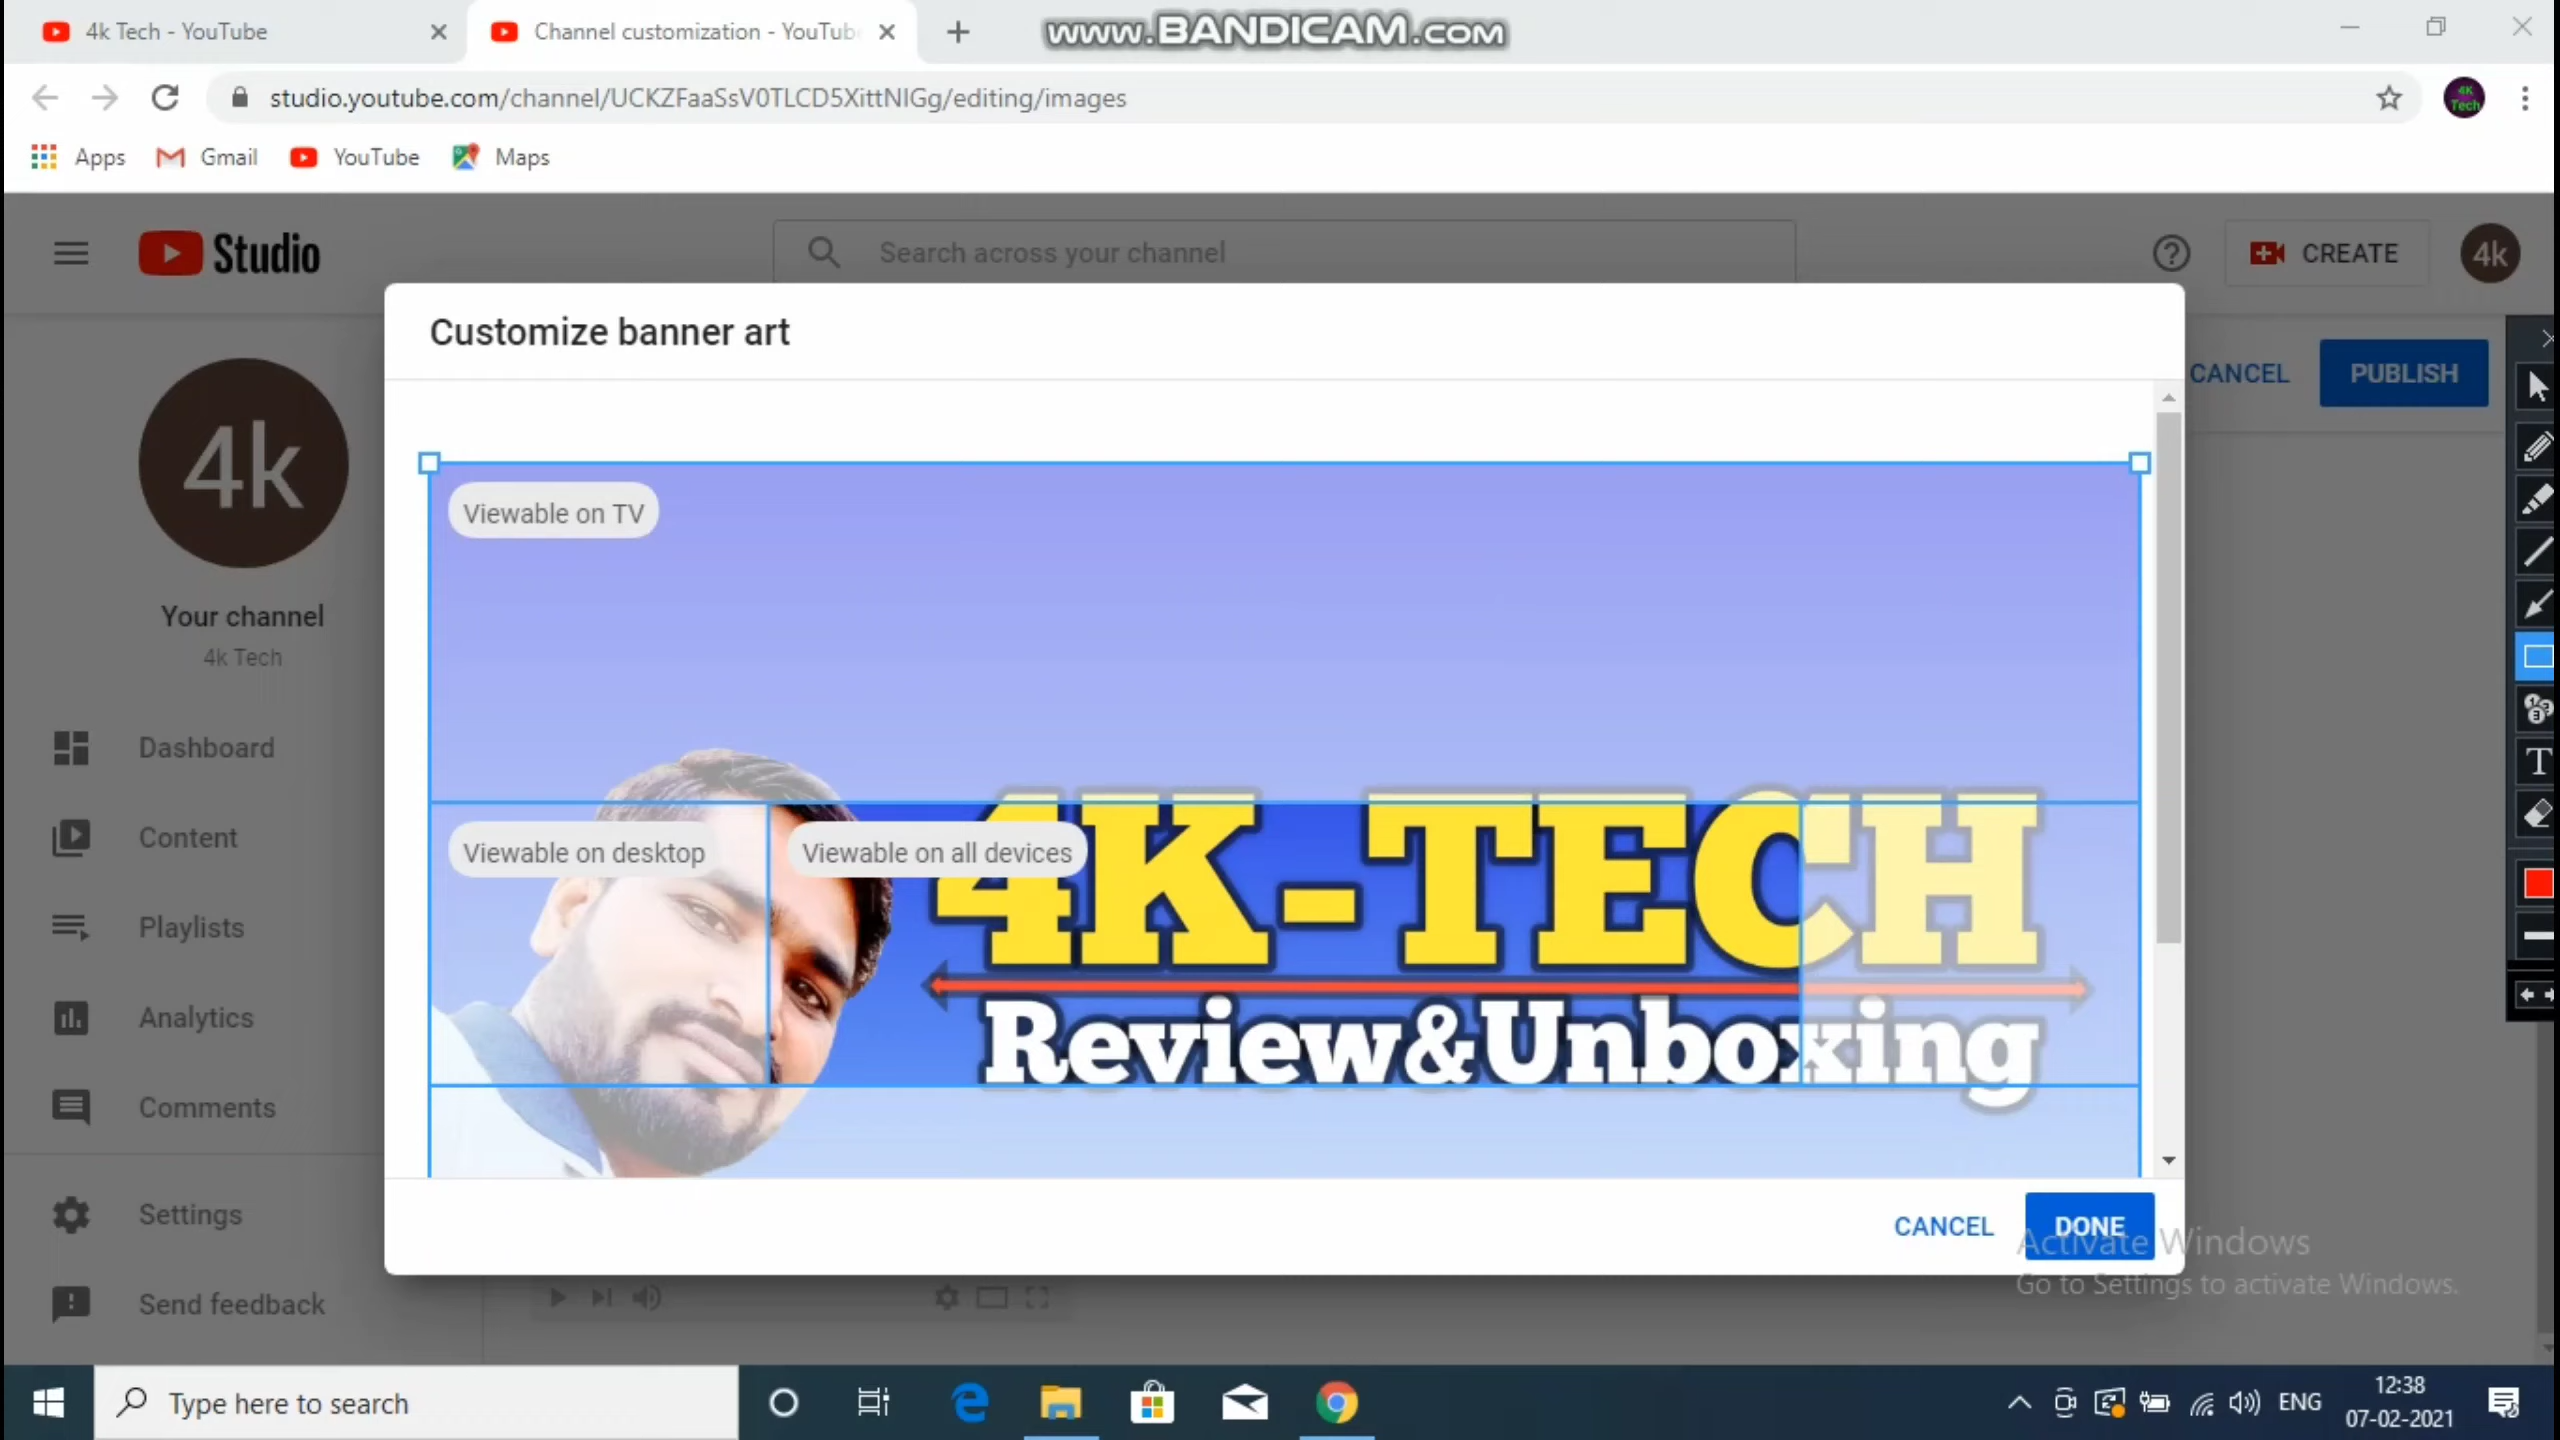 4k Tech - YouTube
Channel customization - YouTub
www.BANDICAM.com
studio.youtube.com/channel/UCKZFaaSsV0TLCD5XittNIGg/editing/images
4K Tech
Apps
Gmail
YouTube
Maps
Studio
Search across your channel
CREATE
4k
Customize banner art
CANCEL
PUBLISH
4k
Your channel
4k Tech
Dashboard
Content
Playlists
Analytics
Comments
Settings
Send feedback
Viewable on TV
Viewable on desktop
Viewable on all devices
4K-TECH
Review&Unboxing
CANCEL
DONE
Activate Windows
Go to Settings to activate Windows.
Type here to search
ENG
12:38
07-02-2021